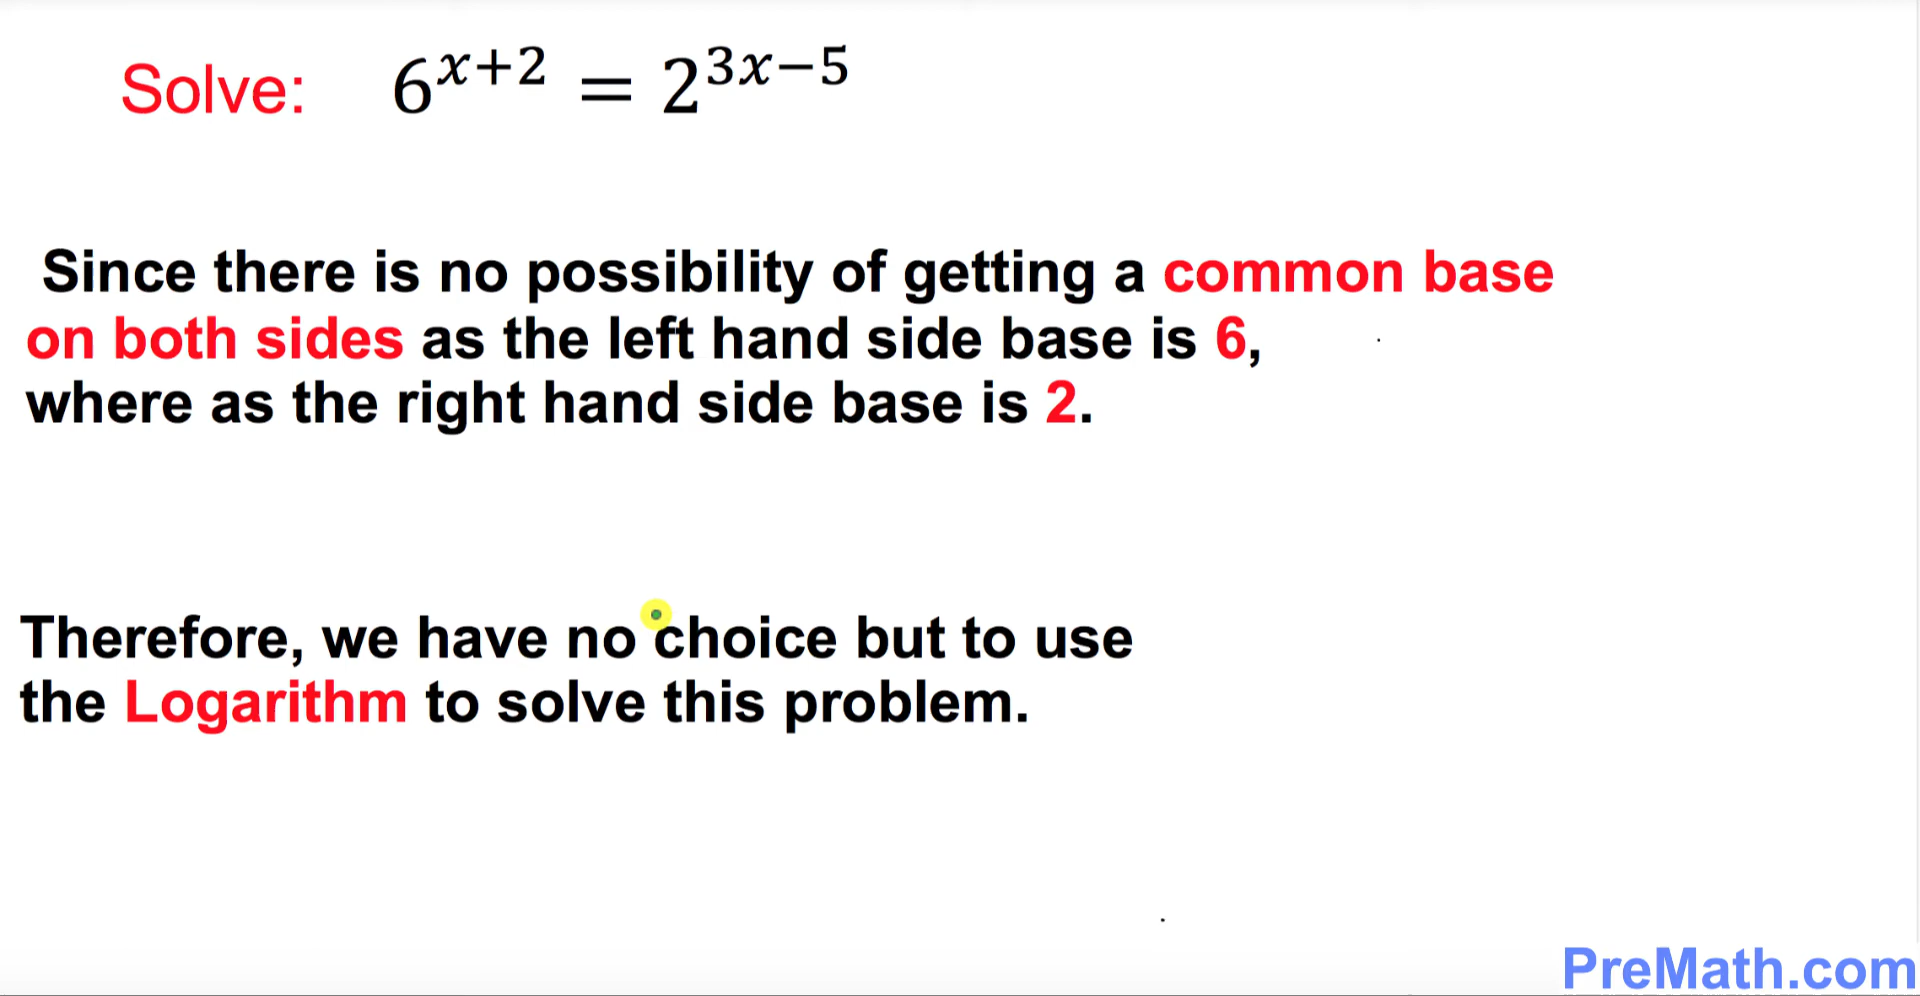 Solve: 6^{x+2} = 2^{3x−5}
Since there is no possibility of getting a common base
on both sides as the left hand side base is 6,
where as the right hand side base is 2.
Therefore, we have no choice but to use
the Logarithm to solve this problem.
PreMath.com